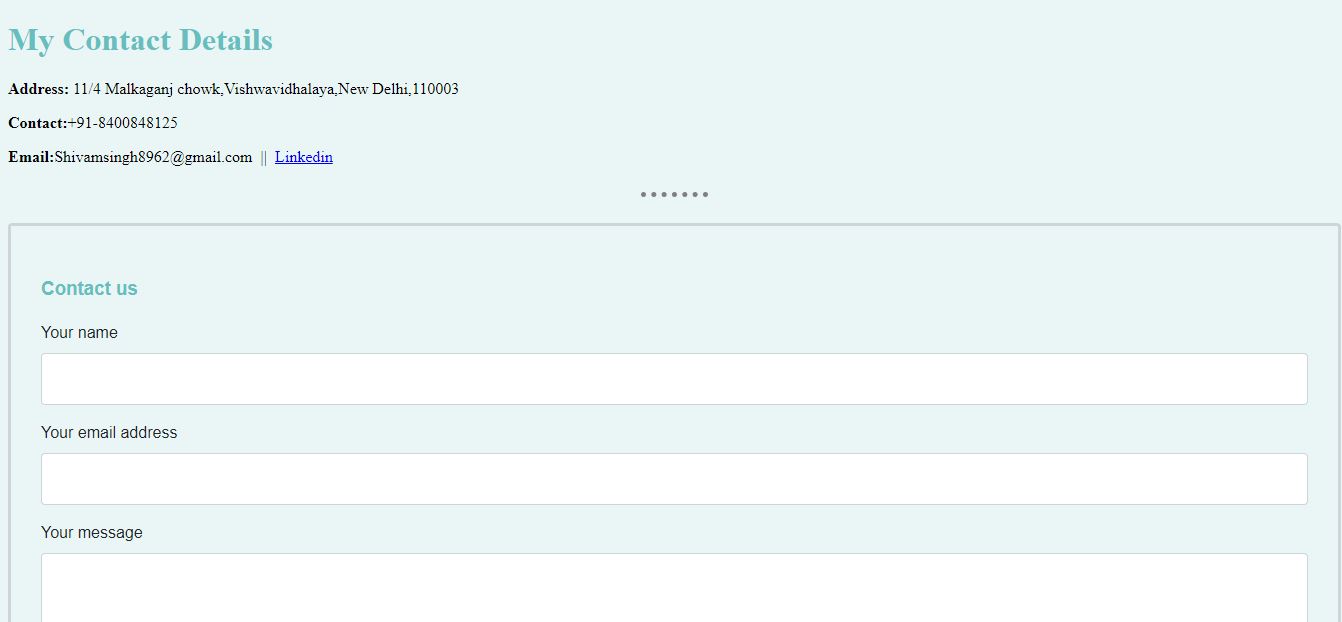 My Contact Details
Address: 11/4 Malkaganj chowk,Vishwavidhalaya,New Delhi,110003
Contact:+91-8400848125
Email:Shivamsingh8962@gmail.com || Linkedin
Contact us
Your name
Your email address
Your message